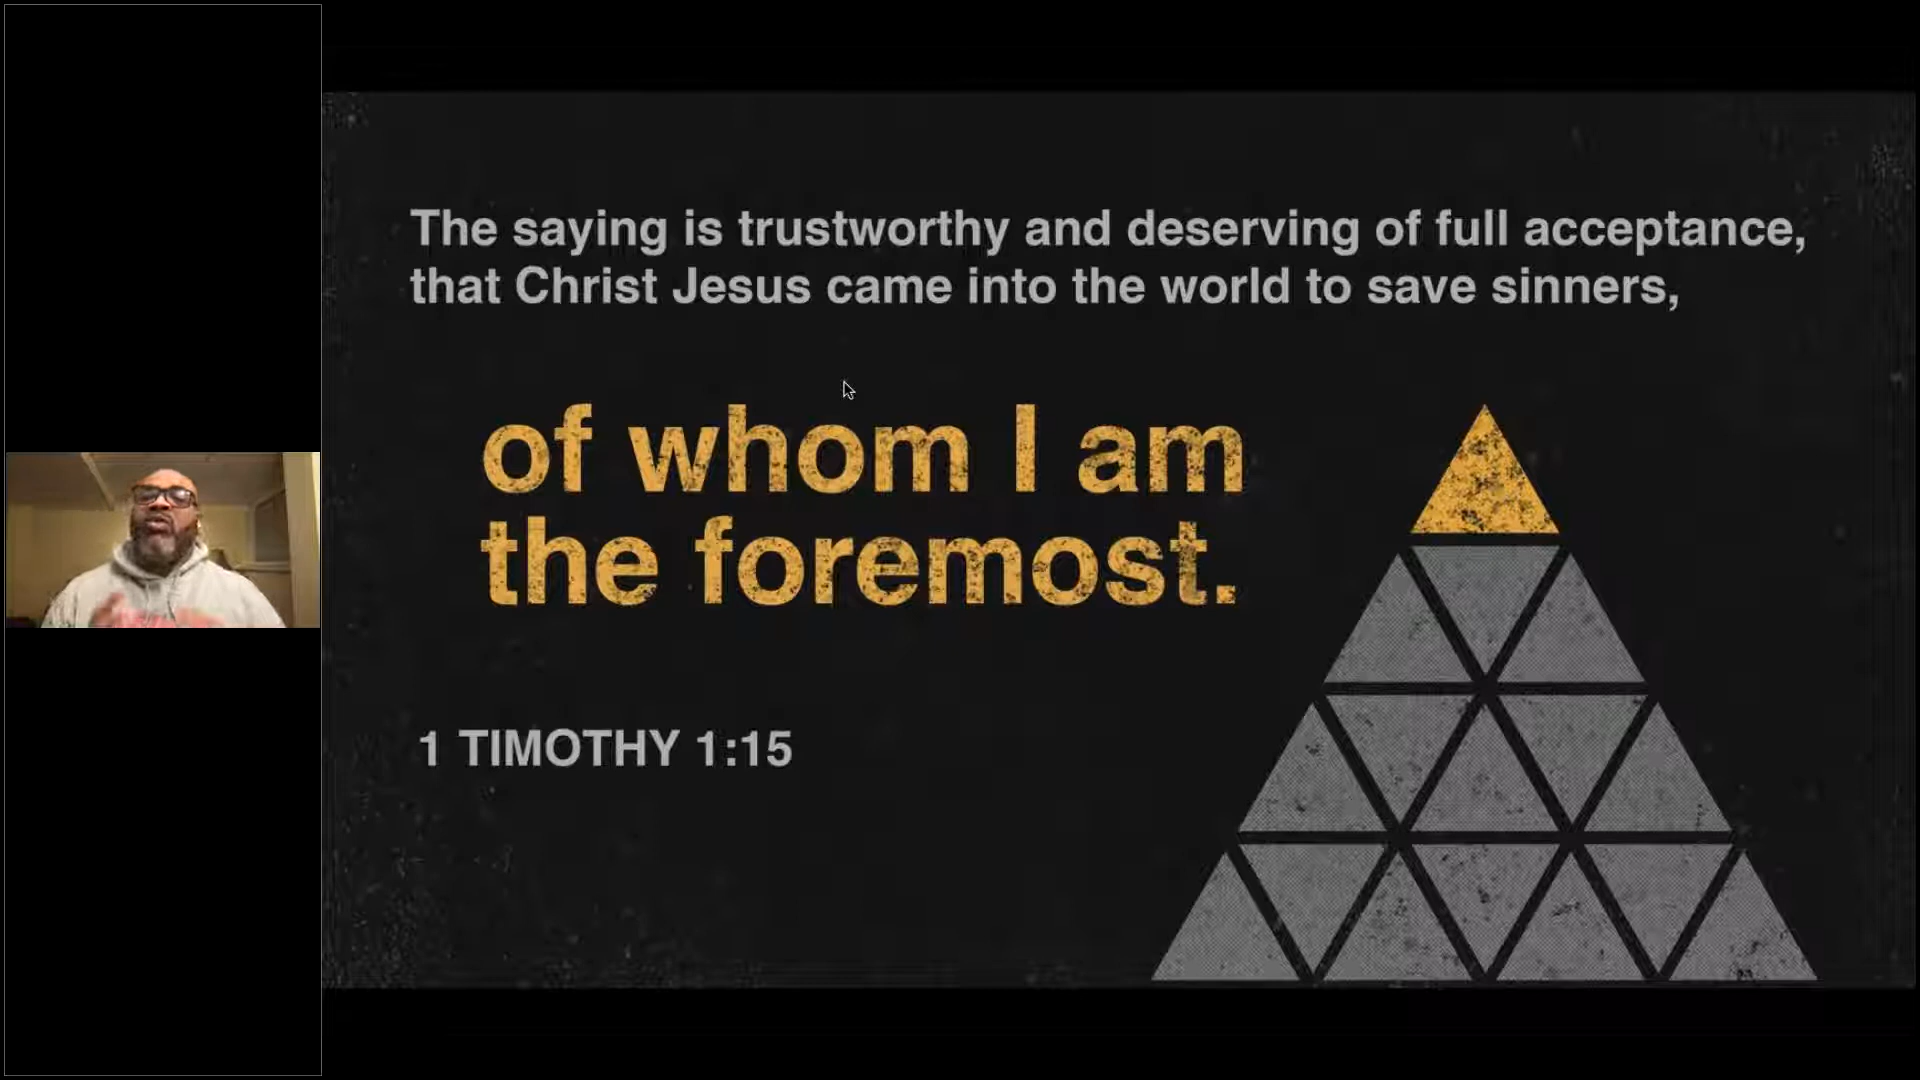 The saying is trustworthy and deserving of full acceptance,
that Christ Jesus came into the world to save sinners,
of whom I am
the foremost.
1 TIMOTHY 1:15